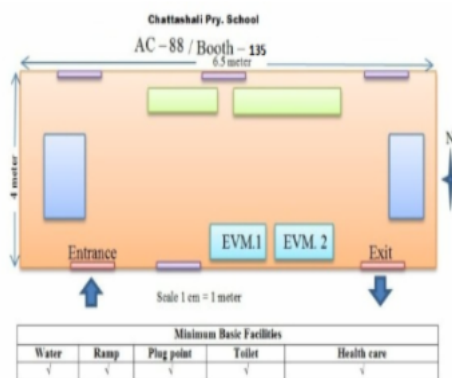 Chattashali Pry. School
AC – 88 / Booth – 135
6.5 meter
4 meter
N
EVM.1 EVM. 2
Entrance Exit
Scale 1 cm = 1 meter
Minimum Basic Facilities
Water Ramp Plug point Toilet Health care
√ √ √ √ √